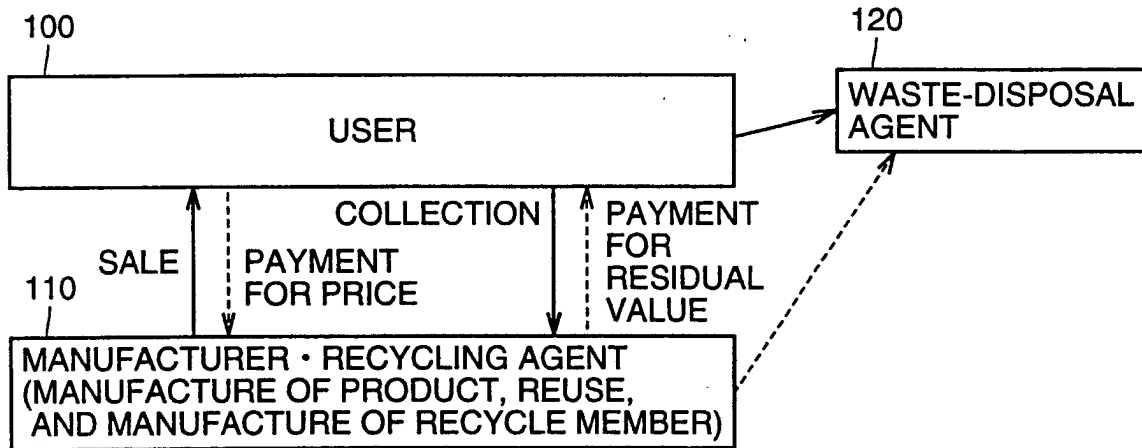 100
120
USER
WASTE-DISPOSAL
AGENT
COLLECTION
SALE
PAYMENT
FOR PRICE
PAYMENT
FOR
RESIDUAL
VALUE
110
MANUFACTURER・RECYCLING AGENT
(MANUFACTURE OF PRODUCT, REUSE,
AND MANUFACTURE OF RECYCLE MEMBER)